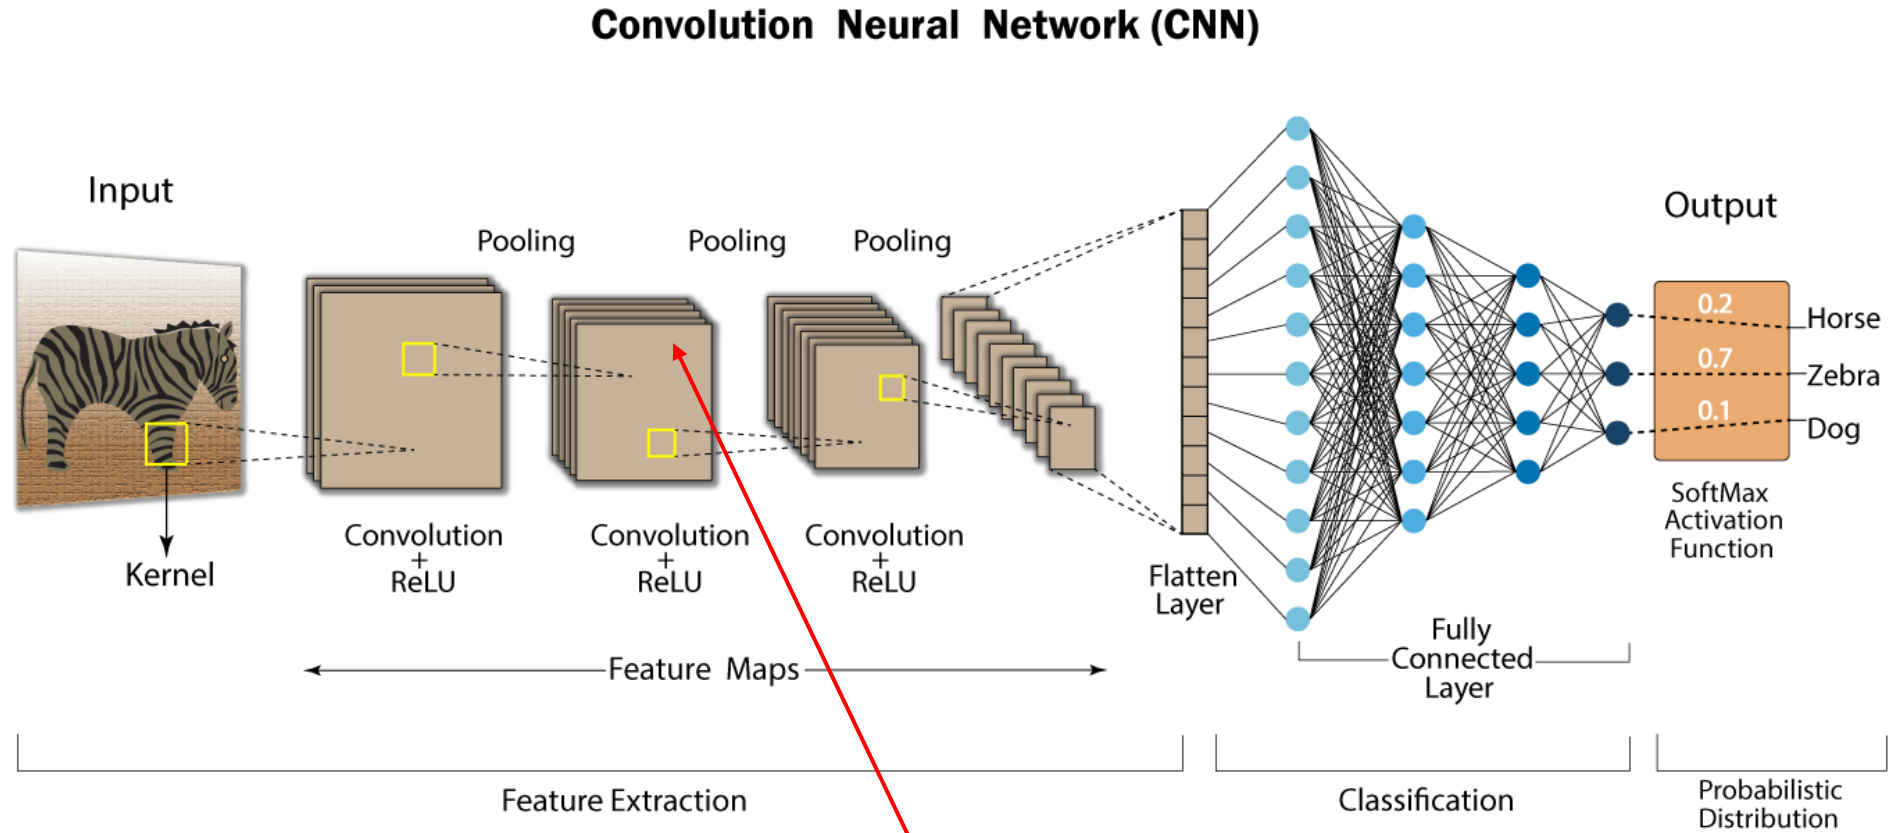 Convolution Neural Network (CNN)
Input
Kernel
Pooling
Pooling
Pooling
Convolution
+
ReLU
Convolution
+
ReLU
Convolution
+
ReLU
Feature Maps
Flatten
Layer
Fully
Connected
Layer
Output
0.2
Horse
0.7
Zebra
0.1
Dog
SoftMax
Activation
Function
Feature Extraction
Classification
Probabilistic
Distribution